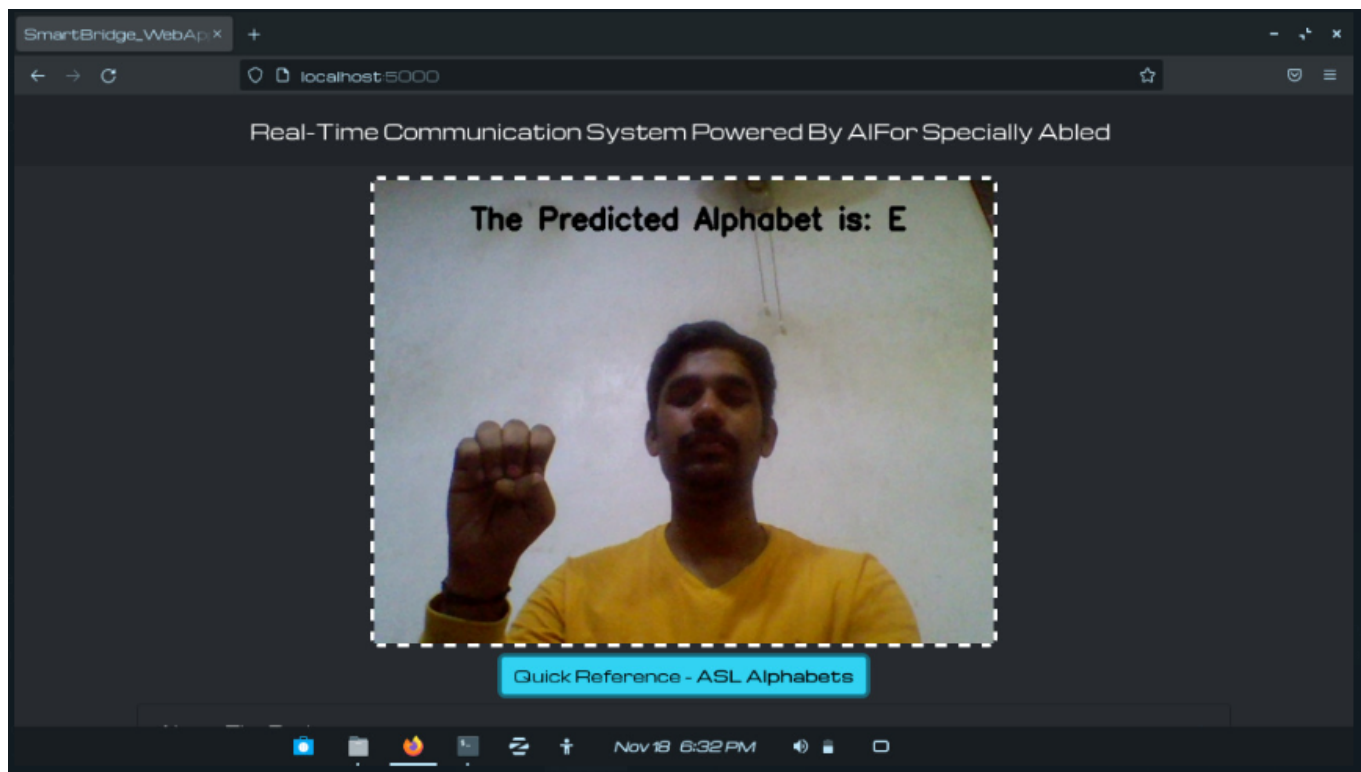 SmartBridge_WebAp
localhost:5000
Real-Time Communication System Powered By AIFor Specially Abled
The Predicted Alphabet is: E
Quick Reference - ASL Alphabets
Nov 18 6:32 PM